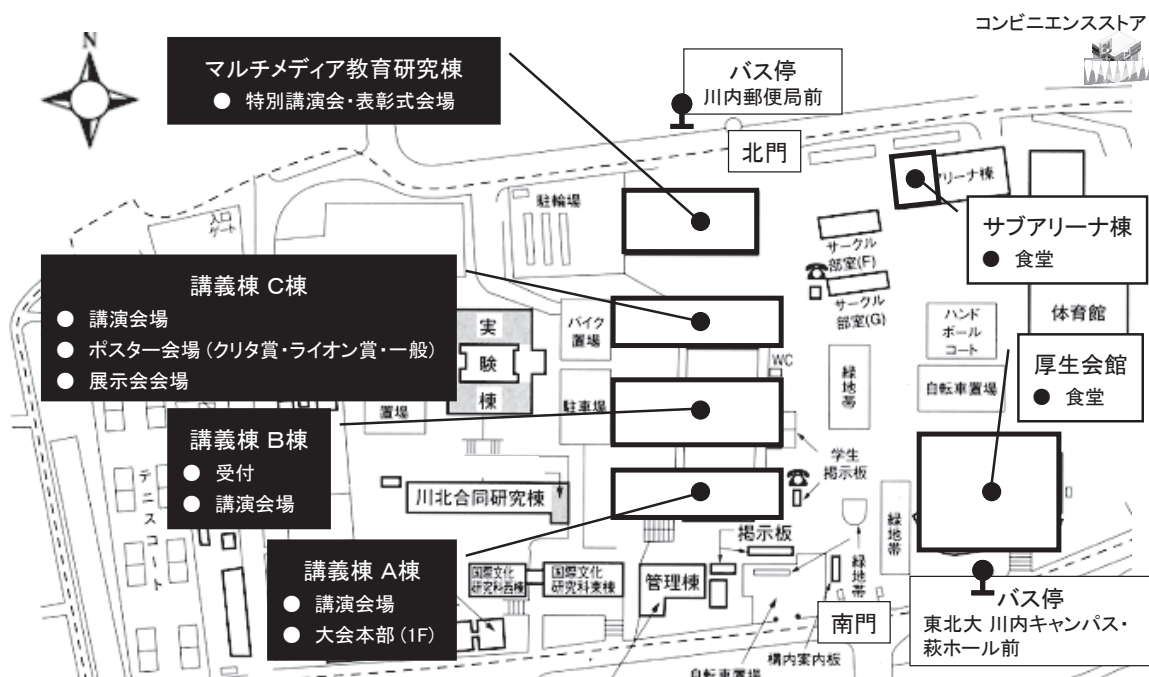 コンビニエンスストア
N
マルチメディア教育研究棟
● 特別講演会・表彰式会場
バス停
川内郵便局前
北門
アリーナ棟
サブアリーナ棟
● 食堂
駐輪場
入口
ゲート
サークル
部室(F)
サークル
部室(G)
講義棟 C棟
● 講演会場
● ポスター会場 (クリタ賞・ライオン賞・一般)
● 展示会会場
実
験
棟
バイク
置場
WC
緑
地
帯
ハンド
ボール
コート
体育館
厚生会館
● 食堂
自転車置場
置場
駐車場
講義棟 B棟
● 受付
● 講演会場
学生
掲示板
テニスコート
川北合同研究棟
掲示板
緑
地
帯
緑
地
帯
講義棟 A棟
● 講演会場
● 大会本部 (1F)
国際文化
研究科西棟
国際文化
研究科東棟
管理棟
南門
バス停
東北大 川内キャンパス・
萩ホール前
構内案内板
自転車置場